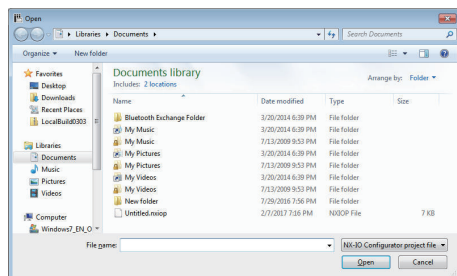 Open
Libraries Documents
Search Documents
Organize New folder
Favorites
Desktop
Downloads
Recent Places
LocalBuild0303
Libraries
Documents
Music
Pictures
Videos
Computer
Windows7_EN_O
Documents library
Includes: 2 locations
Arrange by: Folder
Name Date modified Type Size
Bluetooth Exchange Folder 3/20/2014 6:39 PM File folder
My Music 3/20/2014 6:39 PM File folder
My Music 7/13/2009 9:53 PM File folder
My Pictures 3/20/2014 6:39 PM File folder
My Pictures 7/13/2009 9:53 PM File folder
My Videos 3/20/2014 6:39 PM File folder
My Videos 7/13/2009 9:53 PM File folder
New folder 7/29/2016 7:56 PM File folder
Untitled.nxiop 2/7/2017 7:16 PM NXIOP File 7 KB
File name: NX-IO Configurator project file
Open Cancel